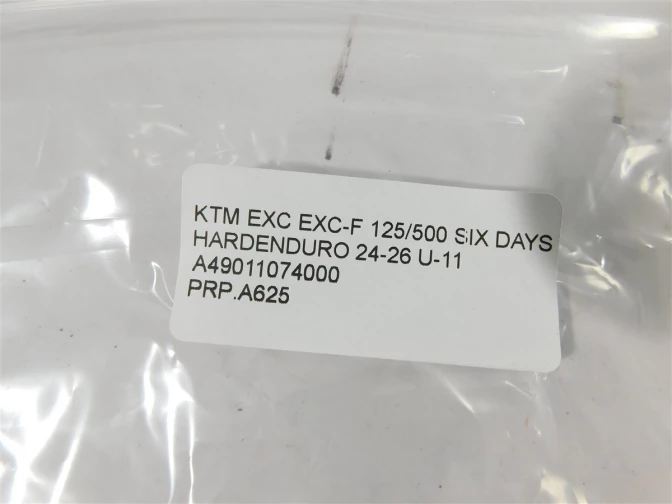 KTM EXC EXC-F 125/500 SIX DAYS
HARDENDURO 24-26 U-11
A49011074000
PRP.A625